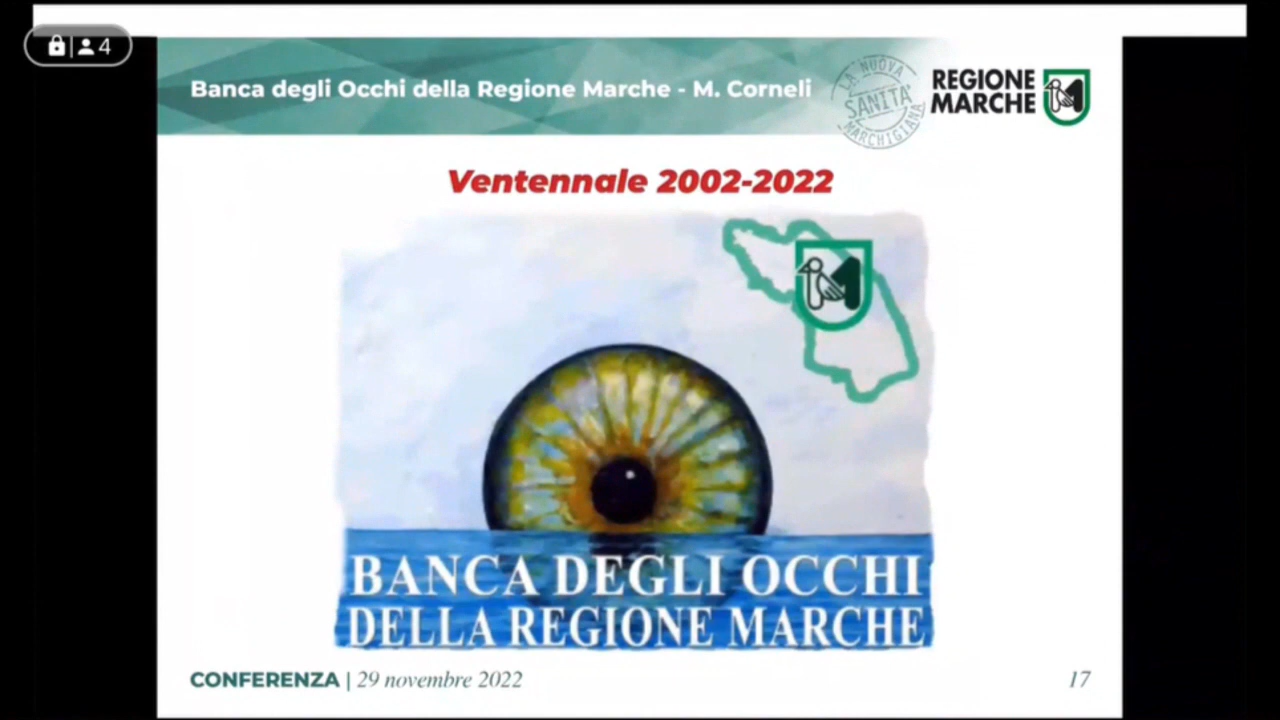 4
Banca degli Occhi della Regione Marche - M. Corneli
LA NUOVA
SANITA'
MARCHIGIANA
REGIONE
MARCHE
Ventennale 2002-2022
BANCA DEGLI OCCHI
DELLA REGIONE MARCHE
CONFERENZA | 29 novembre 2022
17